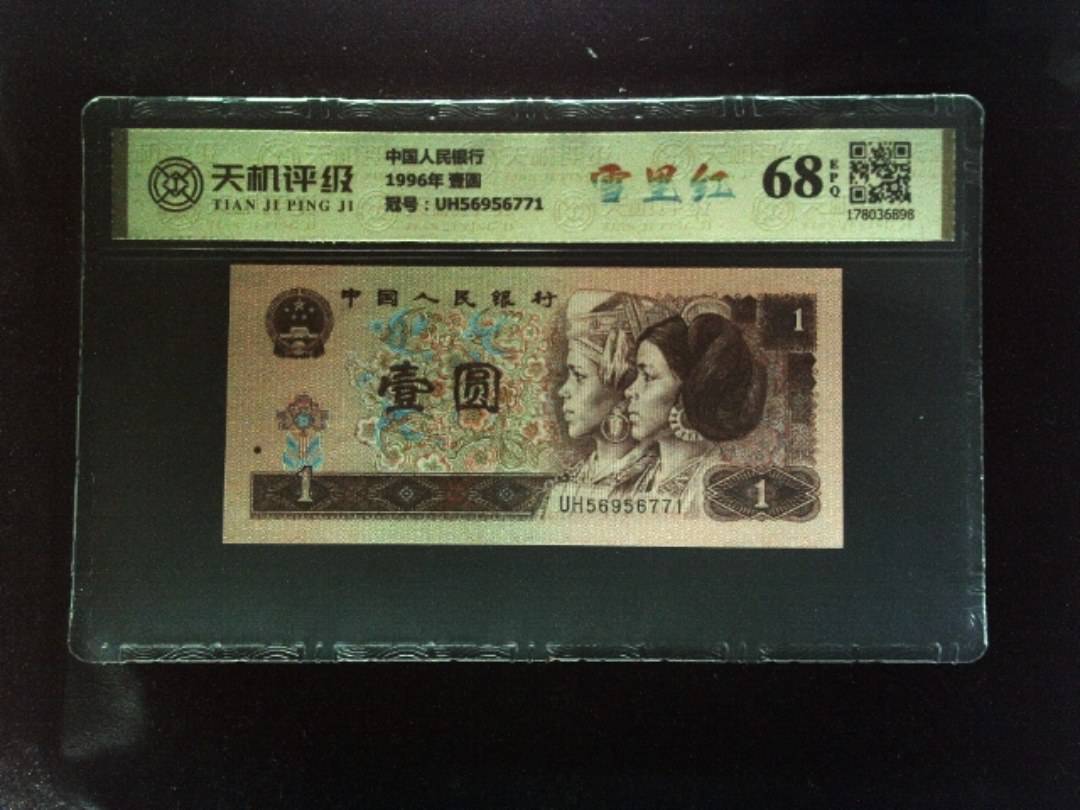 天机评级
TIAN JI PING JI
中国人民银行
1996年 壹圆
冠号：UH56956771
雪里红
68
EPQ
178036898
中国人民银行
1
壹圆
1
UH56956771
1